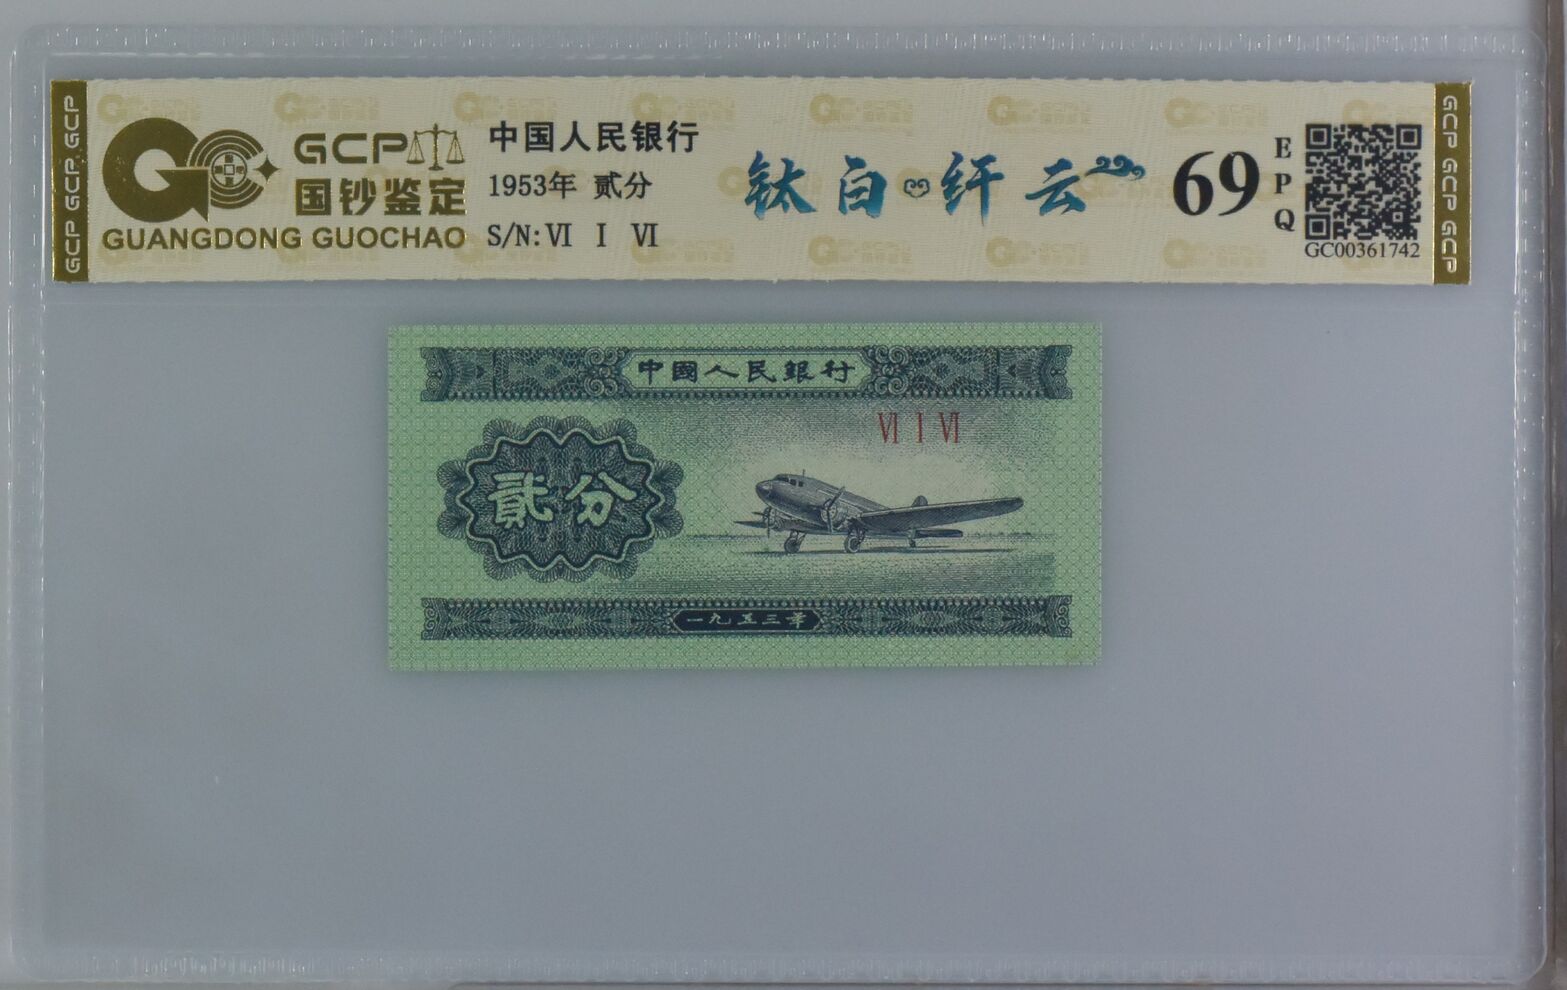 GCP GCP GCP
GCP
国钞鉴定
GUANGDONG GUOCHAO
中国人民银行
1953年 贰分
S/N: VI I VI
钛白 纤云
69
EPQ
GC00361742
GCP GCP GCP
中國人民銀行
VI I VI
貳分
一九五三年